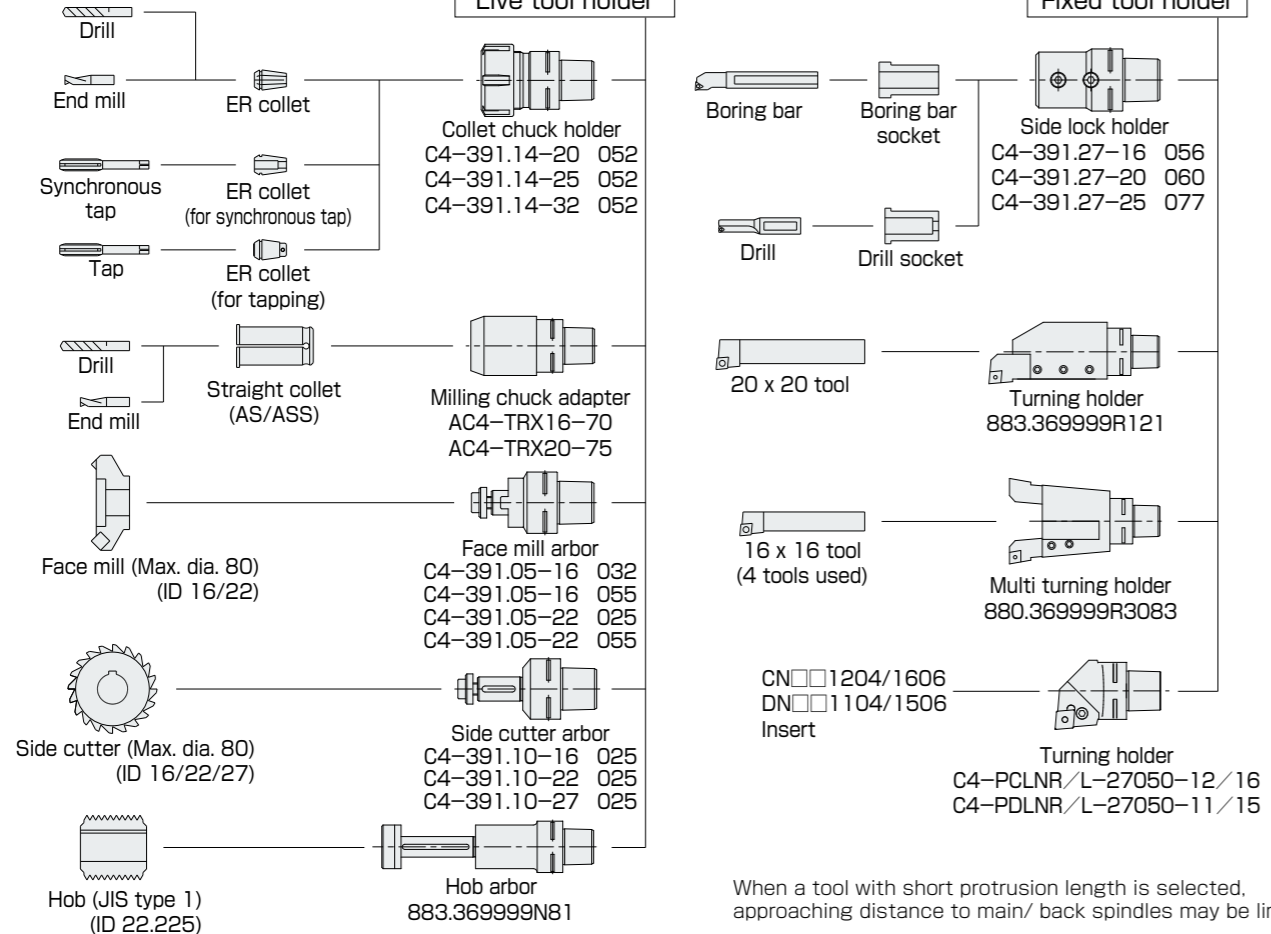 Live tool holder
Drill
End mill
ER collet
Collet chuck holder
C4-391.14-20 052
C4-391.14-25 052
C4-391.14-32 052
Synchronous
tap
ER collet
(for synchronous tap)
Tap
ER collet
(for tapping)
Drill
End mill
Straight collet
(AS/ASS)
Milling chuck adapter
AC4-TRX16-70
AC4-TRX20-75
Face mill (Max. dia. 80)
(ID 16/22)
Face mill arbor
C4-391.05-16 032
C4-391.05-16 055
C4-391.05-22 025
C4-391.05-22 055
Side cutter (Max. dia. 80)
(ID 16/22/27)
Side cutter arbor
C4-391.10-16 025
C4-391.10-22 025
C4-391.10-27 025
Hob (JIS type 1)
(ID 22.225)
Hob arbor
883.369999N81
Fixed tool holder
Boring bar
Boring bar
socket
Side lock holder
C4-391.27-16 056
C4-391.27-20 060
C4-391.27-25 077
Drill
Drill socket
20 x 20 tool
Turning holder
883.369999R121
16 x 16 tool
(4 tools used)
Multi turning holder
880.369999R3083
CN□□1204/1606
DN□□1104/1506
Insert
Turning holder
C4-PCLNR/L-27050-12/16
C4-PDLNR/L-27050-11/15
When a tool with short protrusion length is selected,
approaching distance to main/ back spindles may be